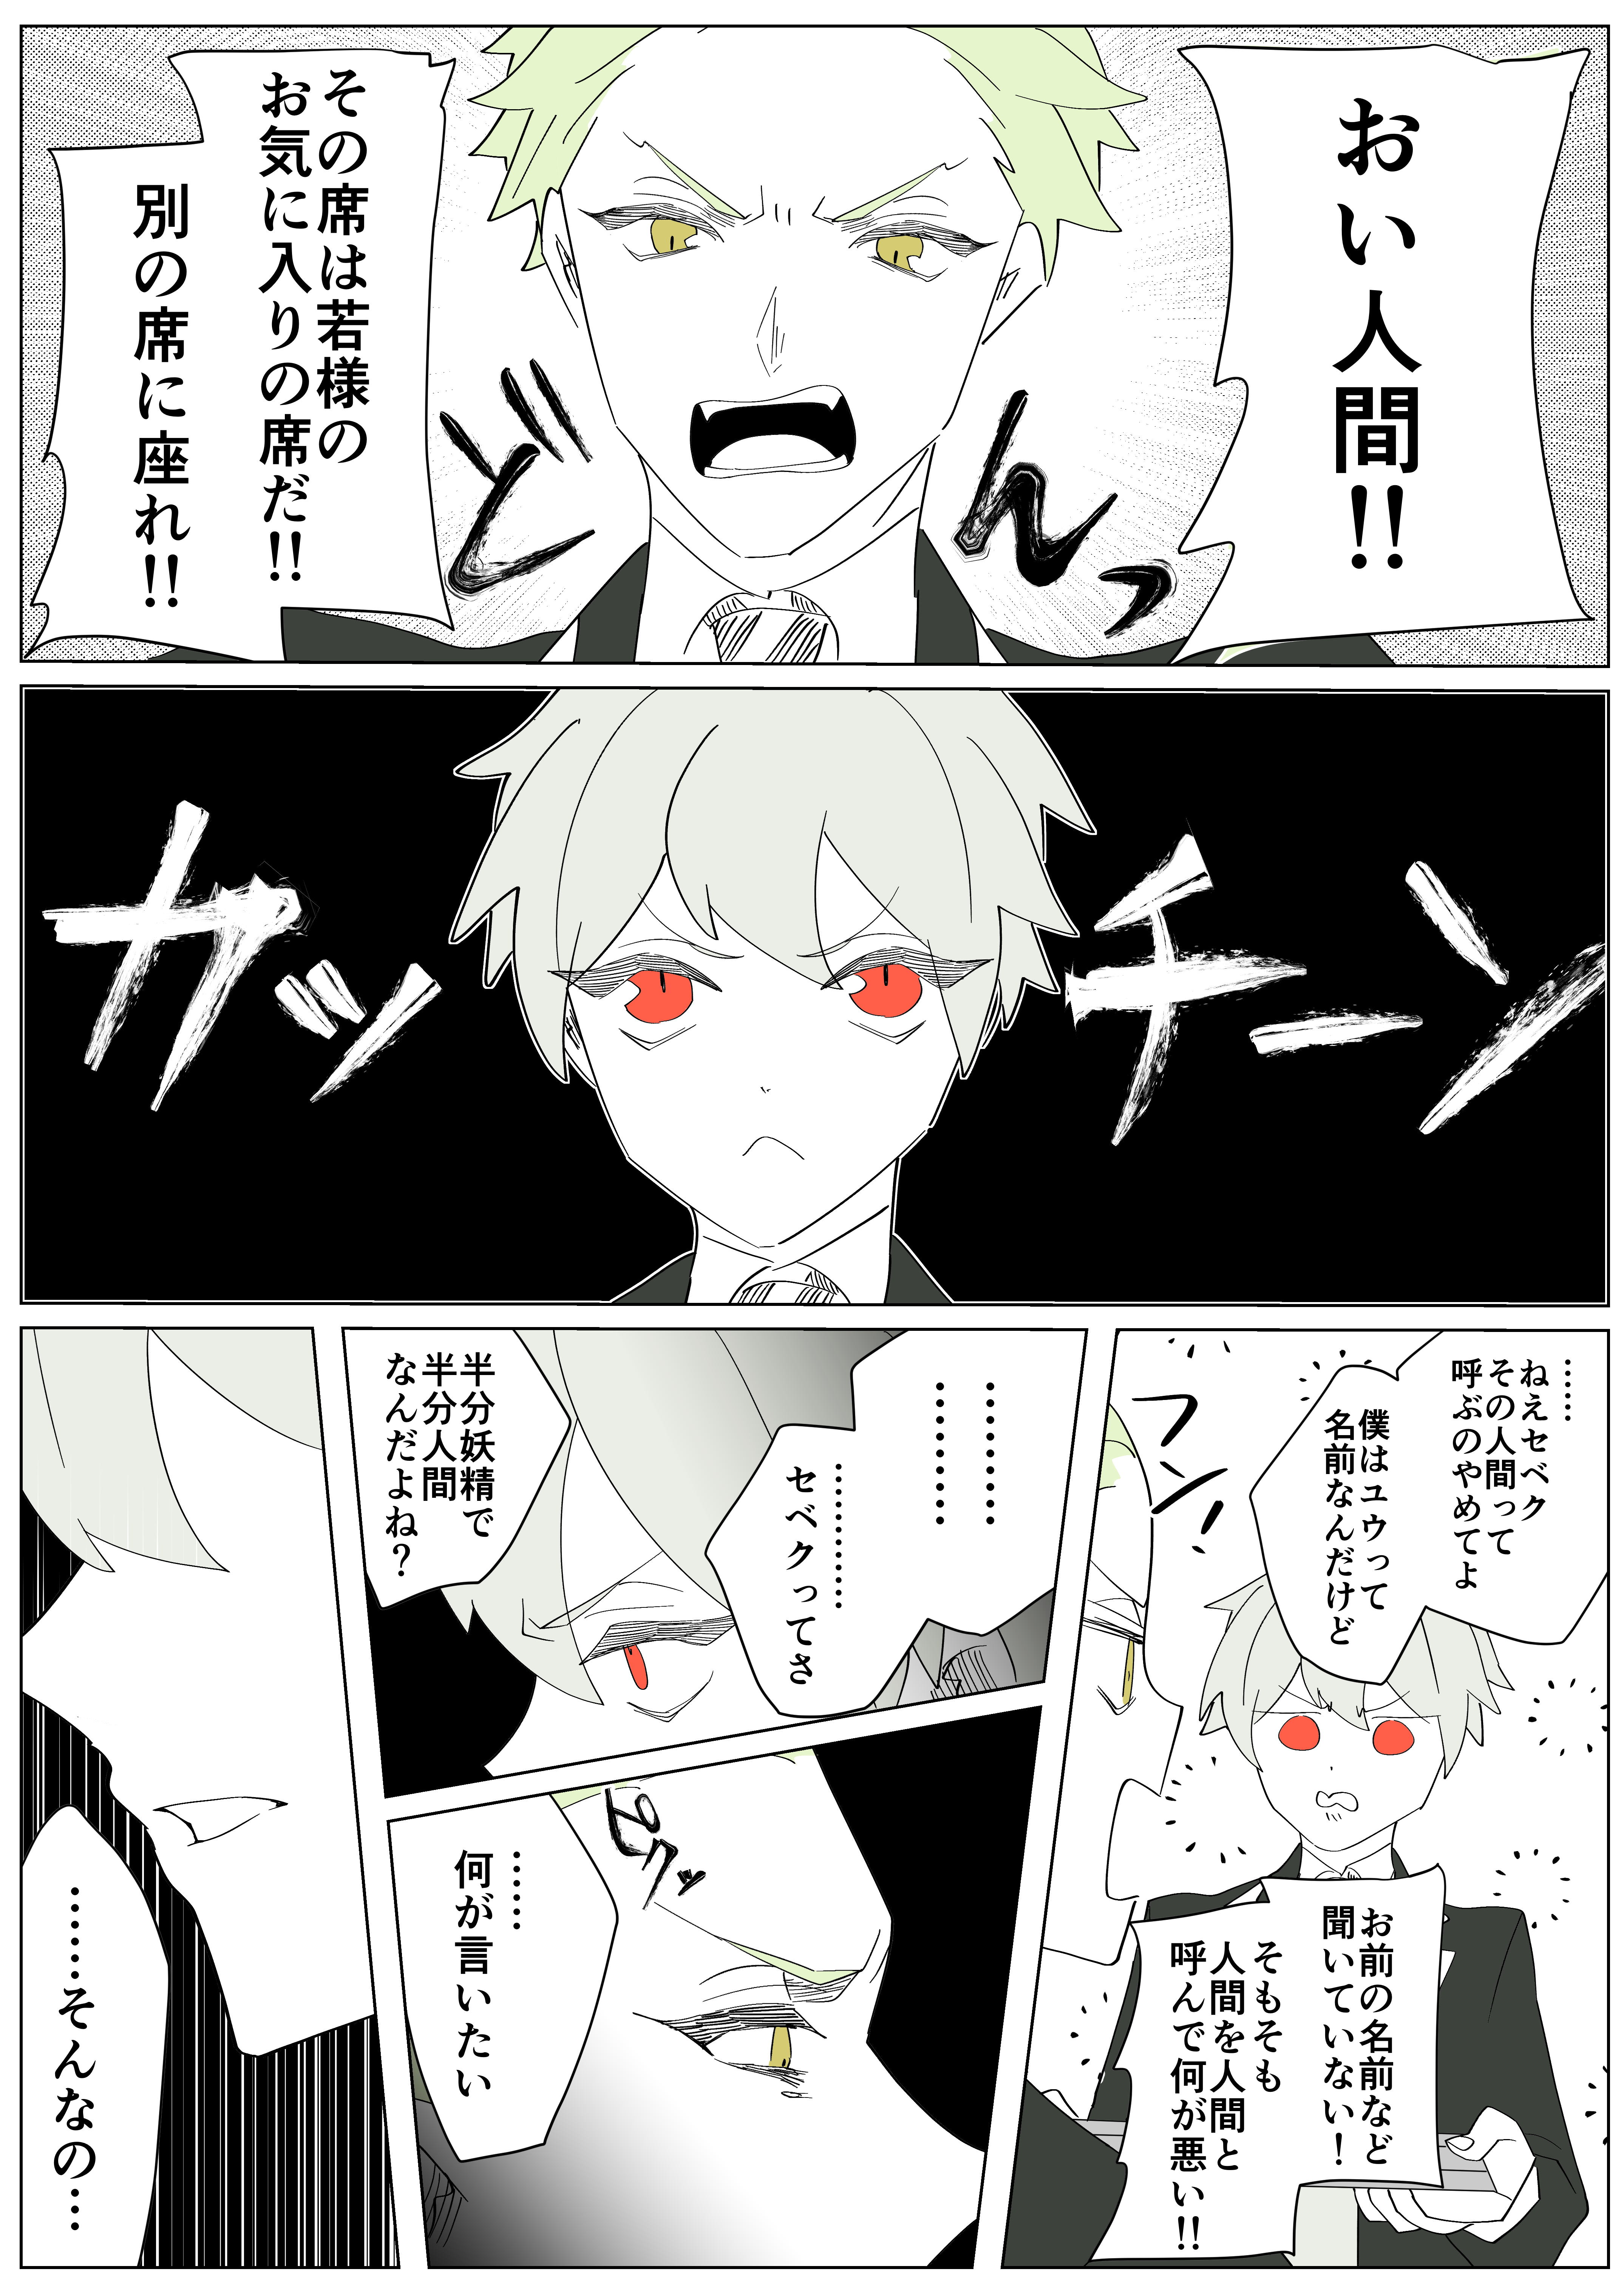 おい人間!!
どんっ
その席は若様の
お気に入りの席だ!!
別の席に座れ!!
ガッチーン
……
ねえセベク
その人間って
呼ぶのやめてよ
僕はユウって
名前なんだけど
フン!
お前の名前など
聞いていない!
そもそも
人間を人間と
呼んで何が悪い!!
………
………
…………
セベクってさ
半分妖精で
半分人間
なんだよね?
ピクッ
……
何が言いたい
……そんなの…